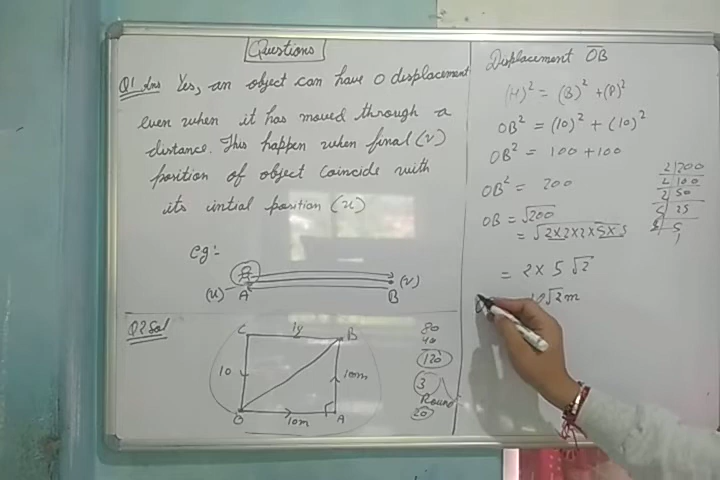 Questions
Q1 Ans Yes, an object can have 0 displacement
even when it has moved through a
distance. This happen when final (v)
position of object coincide with
its intial position (u)
eg:-
(u) A B (v)
Q2 Sol
C 10 B
10 10m
O 10m A
80
40
120
3
Round
20
Displacement OB
(H)² = (B)² + (P)²
OB² = (10)² + (10)²
OB² = 100 + 100
OB² = 200
OB = √200
= √2×2×2×5×5
= 2 × 5 √2
10√2 m
2 200
2 100
2 50
5 25
5 5
1